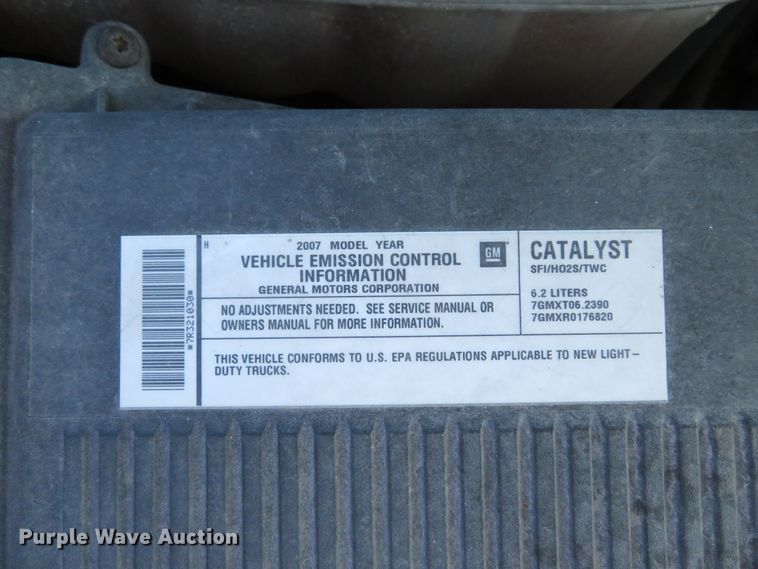 *7R321030*
H
2007 MODEL YEAR
VEHICLE EMISSION CONTROL
INFORMATION
GENERAL MOTORS CORPORATION
GM
NO ADJUSTMENTS NEEDED. SEE SERVICE MANUAL OR
OWNERS MANUAL FOR MORE INFORMATION.
CATALYST
SFI/HO2S/TWC
6.2 LITERS
7GMXT06.2390
7GMXR0176820
THIS VEHICLE CONFORMS TO U.S. EPA REGULATIONS APPLICABLE TO NEW LIGHT-
DUTY TRUCKS.
Purple Wave Auction